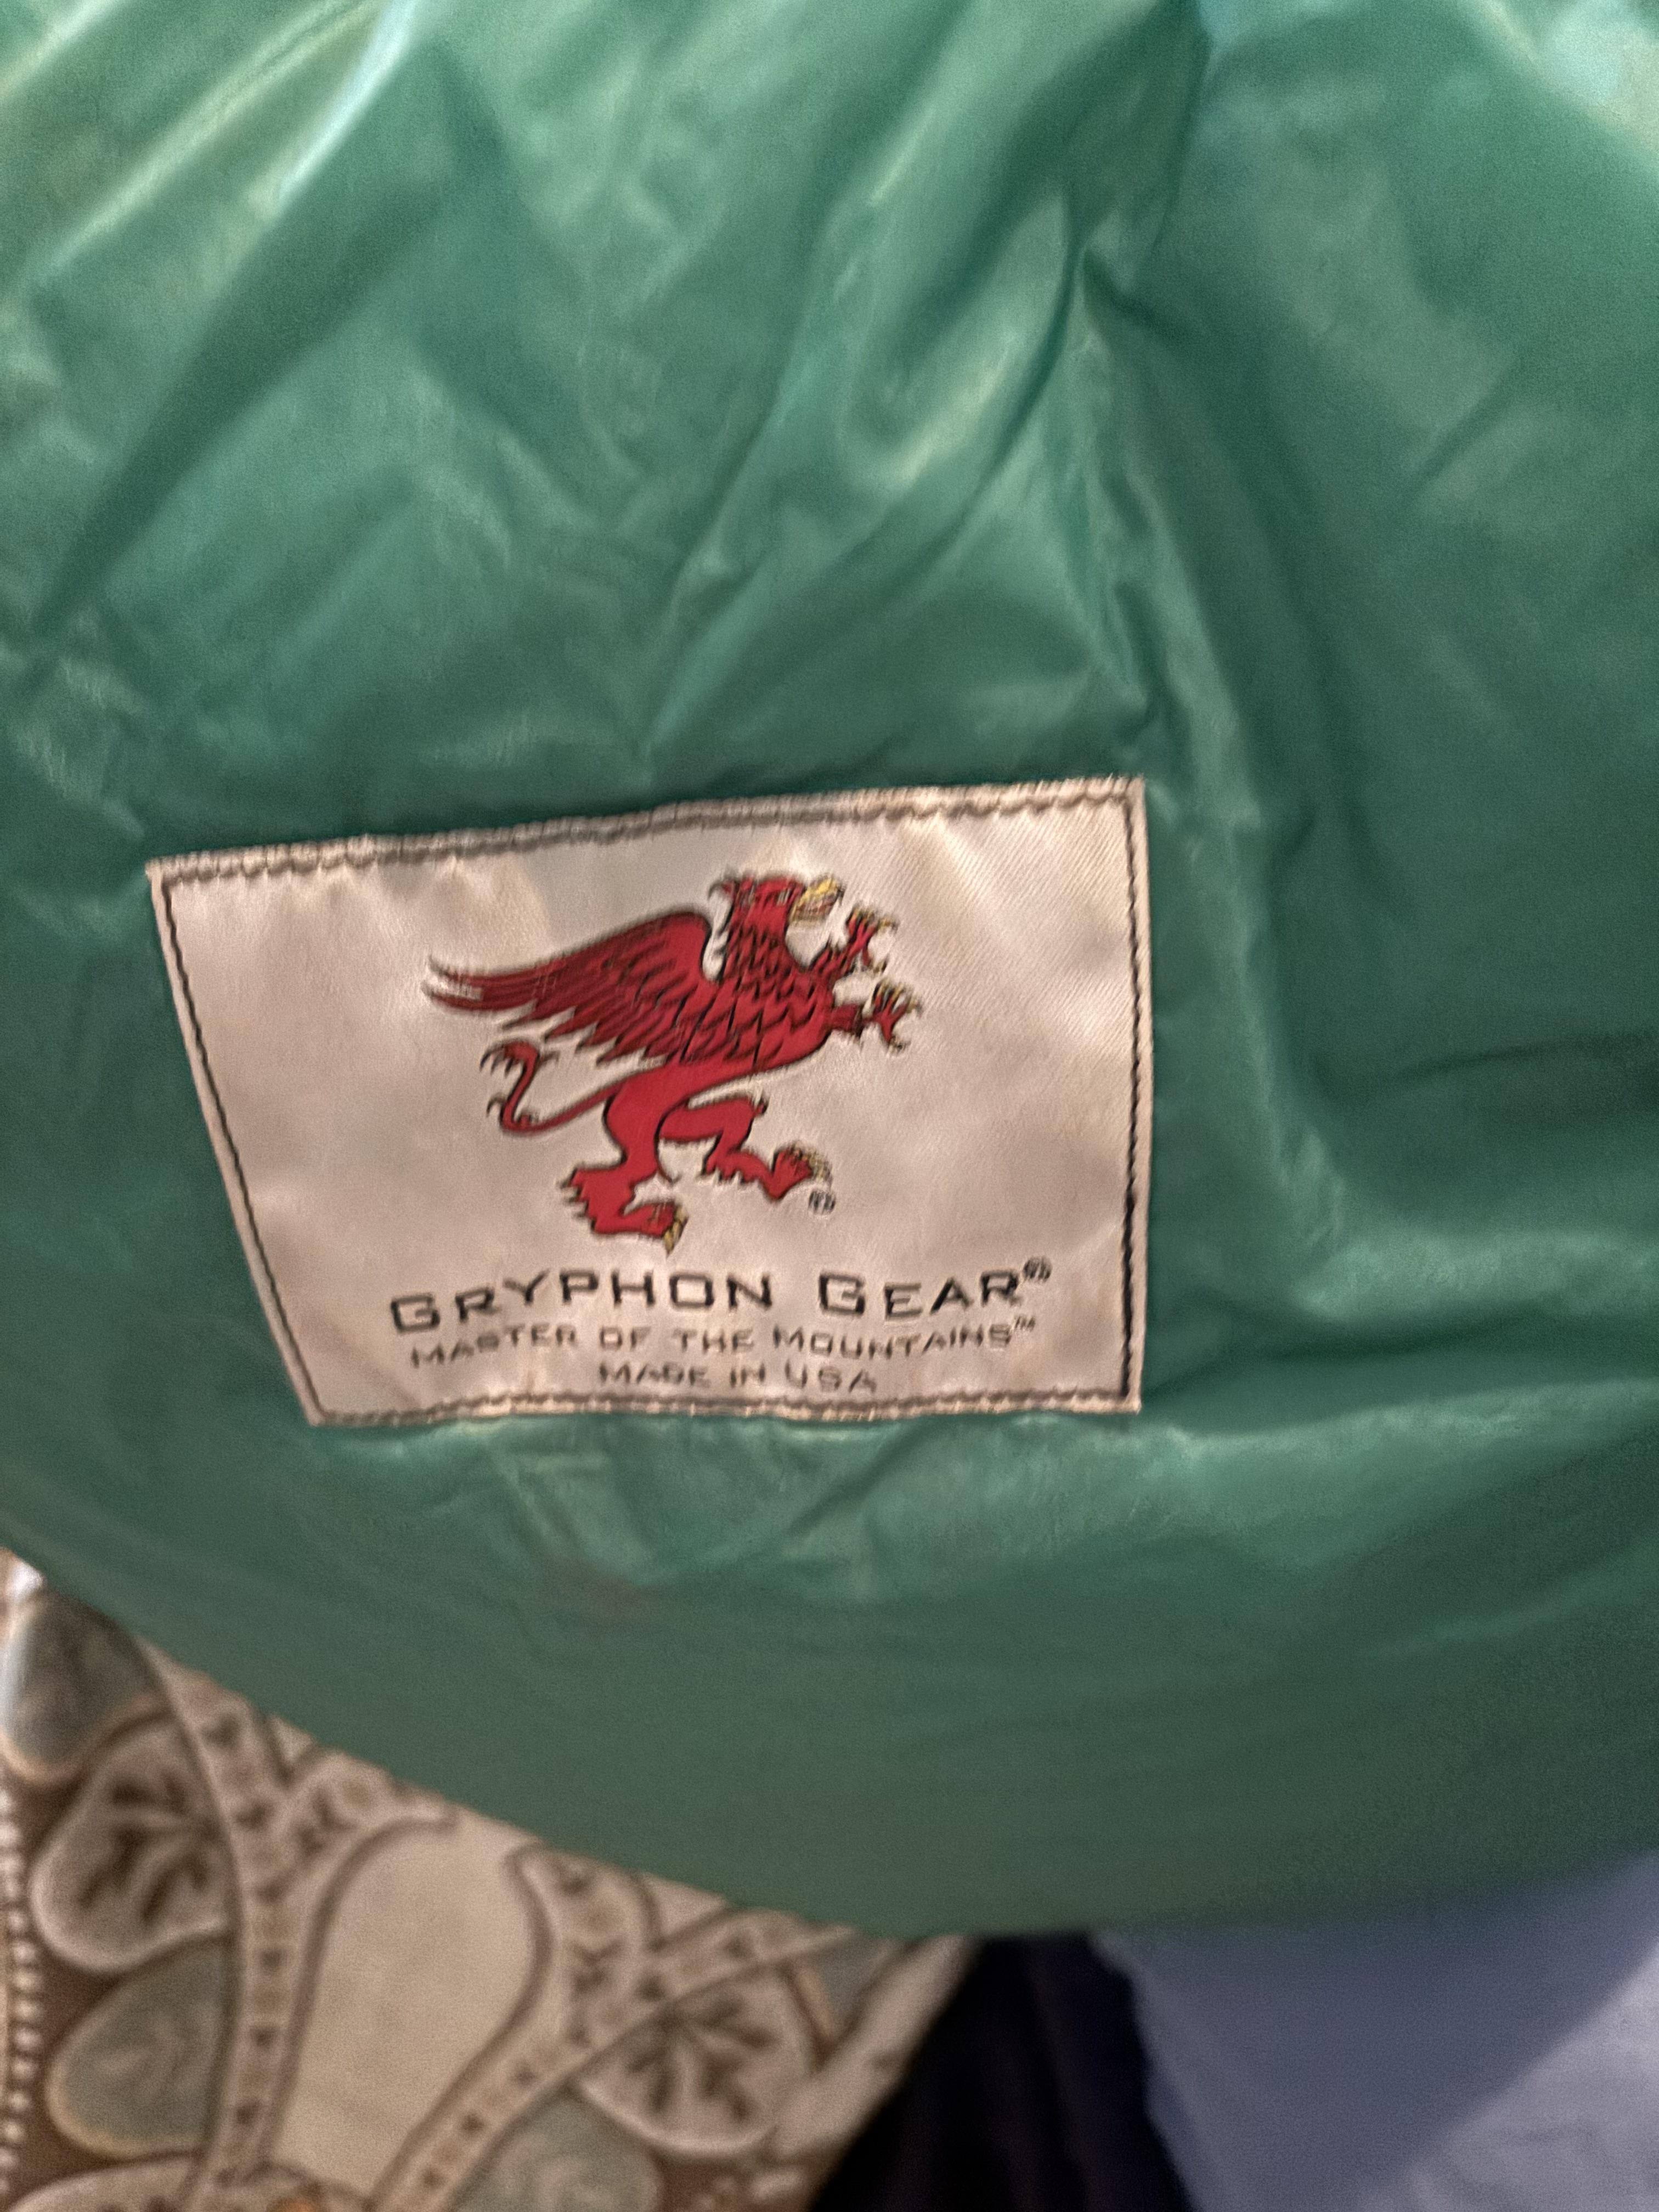 ®
GRYPHON GEAR®
MASTER OF THE MOUNTAINS™
MADE IN USA